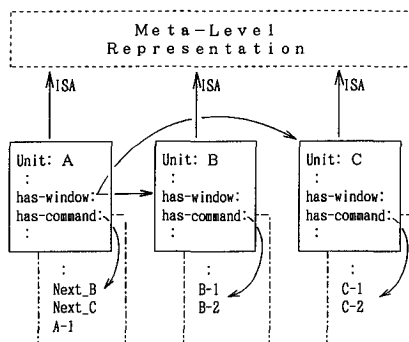 Meta-Level
Representation
ISA
ISA
ISA
Unit: A
:
has-window:
has-command:
:
Unit: B
:
has-window:
has-command:
:
Unit: C
:
has-window:
has-command:
:
:
Next_B
Next_C
A-1
:
B-1
B-2
:
C-1
C-2